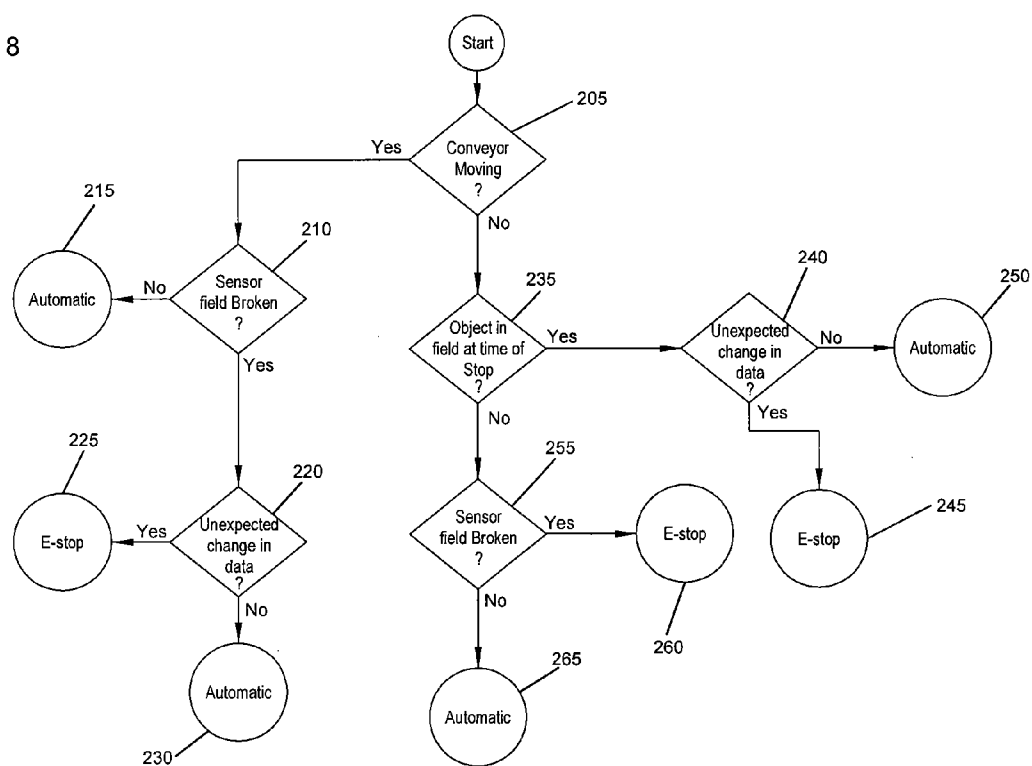 8
Start
205
Yes
Conveyor
Moving
?
No
215
210
Automatic
No
Sensor
field Broken
?
Yes
235
Object in
field at time of
Stop
?
Yes
No
240
Unexpected
change in
data
?
No
Yes
250
Automatic
225
220
E-stop
Yes
Unexpected
change in
data
?
No
255
Sensor
field Broken
?
Yes
No
E-stop
260
E-stop
245
Automatic
230
265
Automatic